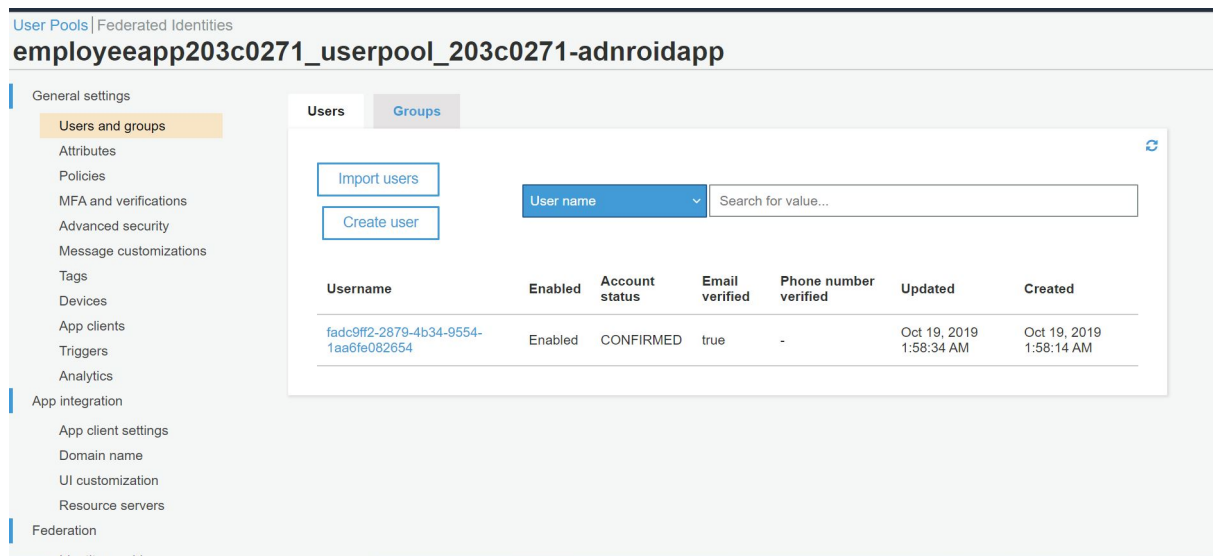 User Pools | Federated Identities
employeeapp203c0271_userpool_203c0271-adnroidapp
General settings
Users and groups
Attributes
Policies
MFA and verifications
Advanced security
Message customizations
Tags
Devices
App clients
Triggers
Analytics
App integration
App client settings
Domain name
UI customization
Resource servers
Federation
Users Groups
Import users
Create user
User name Search for value...
Username Enabled Account status Email verified Phone number verified Updated Created
fadc9ff2-2879-4b34-9554-1aa6fe082654 Enabled CONFIRMED true - Oct 19, 2019 1:58:34 AM Oct 19, 2019 1:58:14 AM